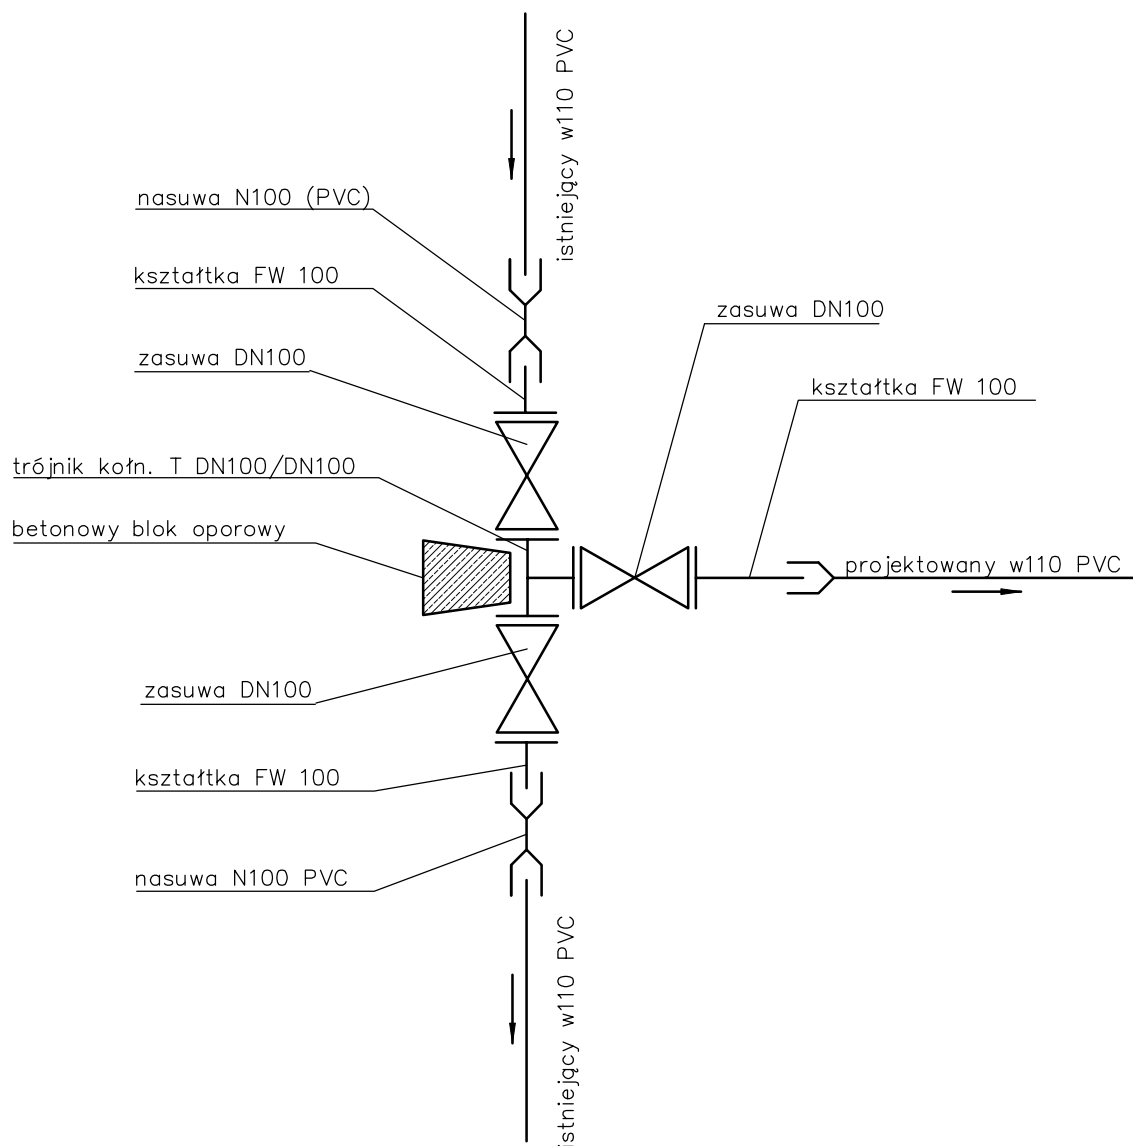 istniejący w110 PVC
nasuwa N100 (PVC)
kształtka FW 100
zasuwa DN100
zasuwa DN100
kształtka FW 100
trójnik kołn. T DN100/DN100
betonowy blok oporowy
projektowany w110 PVC
zasuwa DN100
kształtka FW 100
nasuwa N100 PVC
istniejący w110 PVC